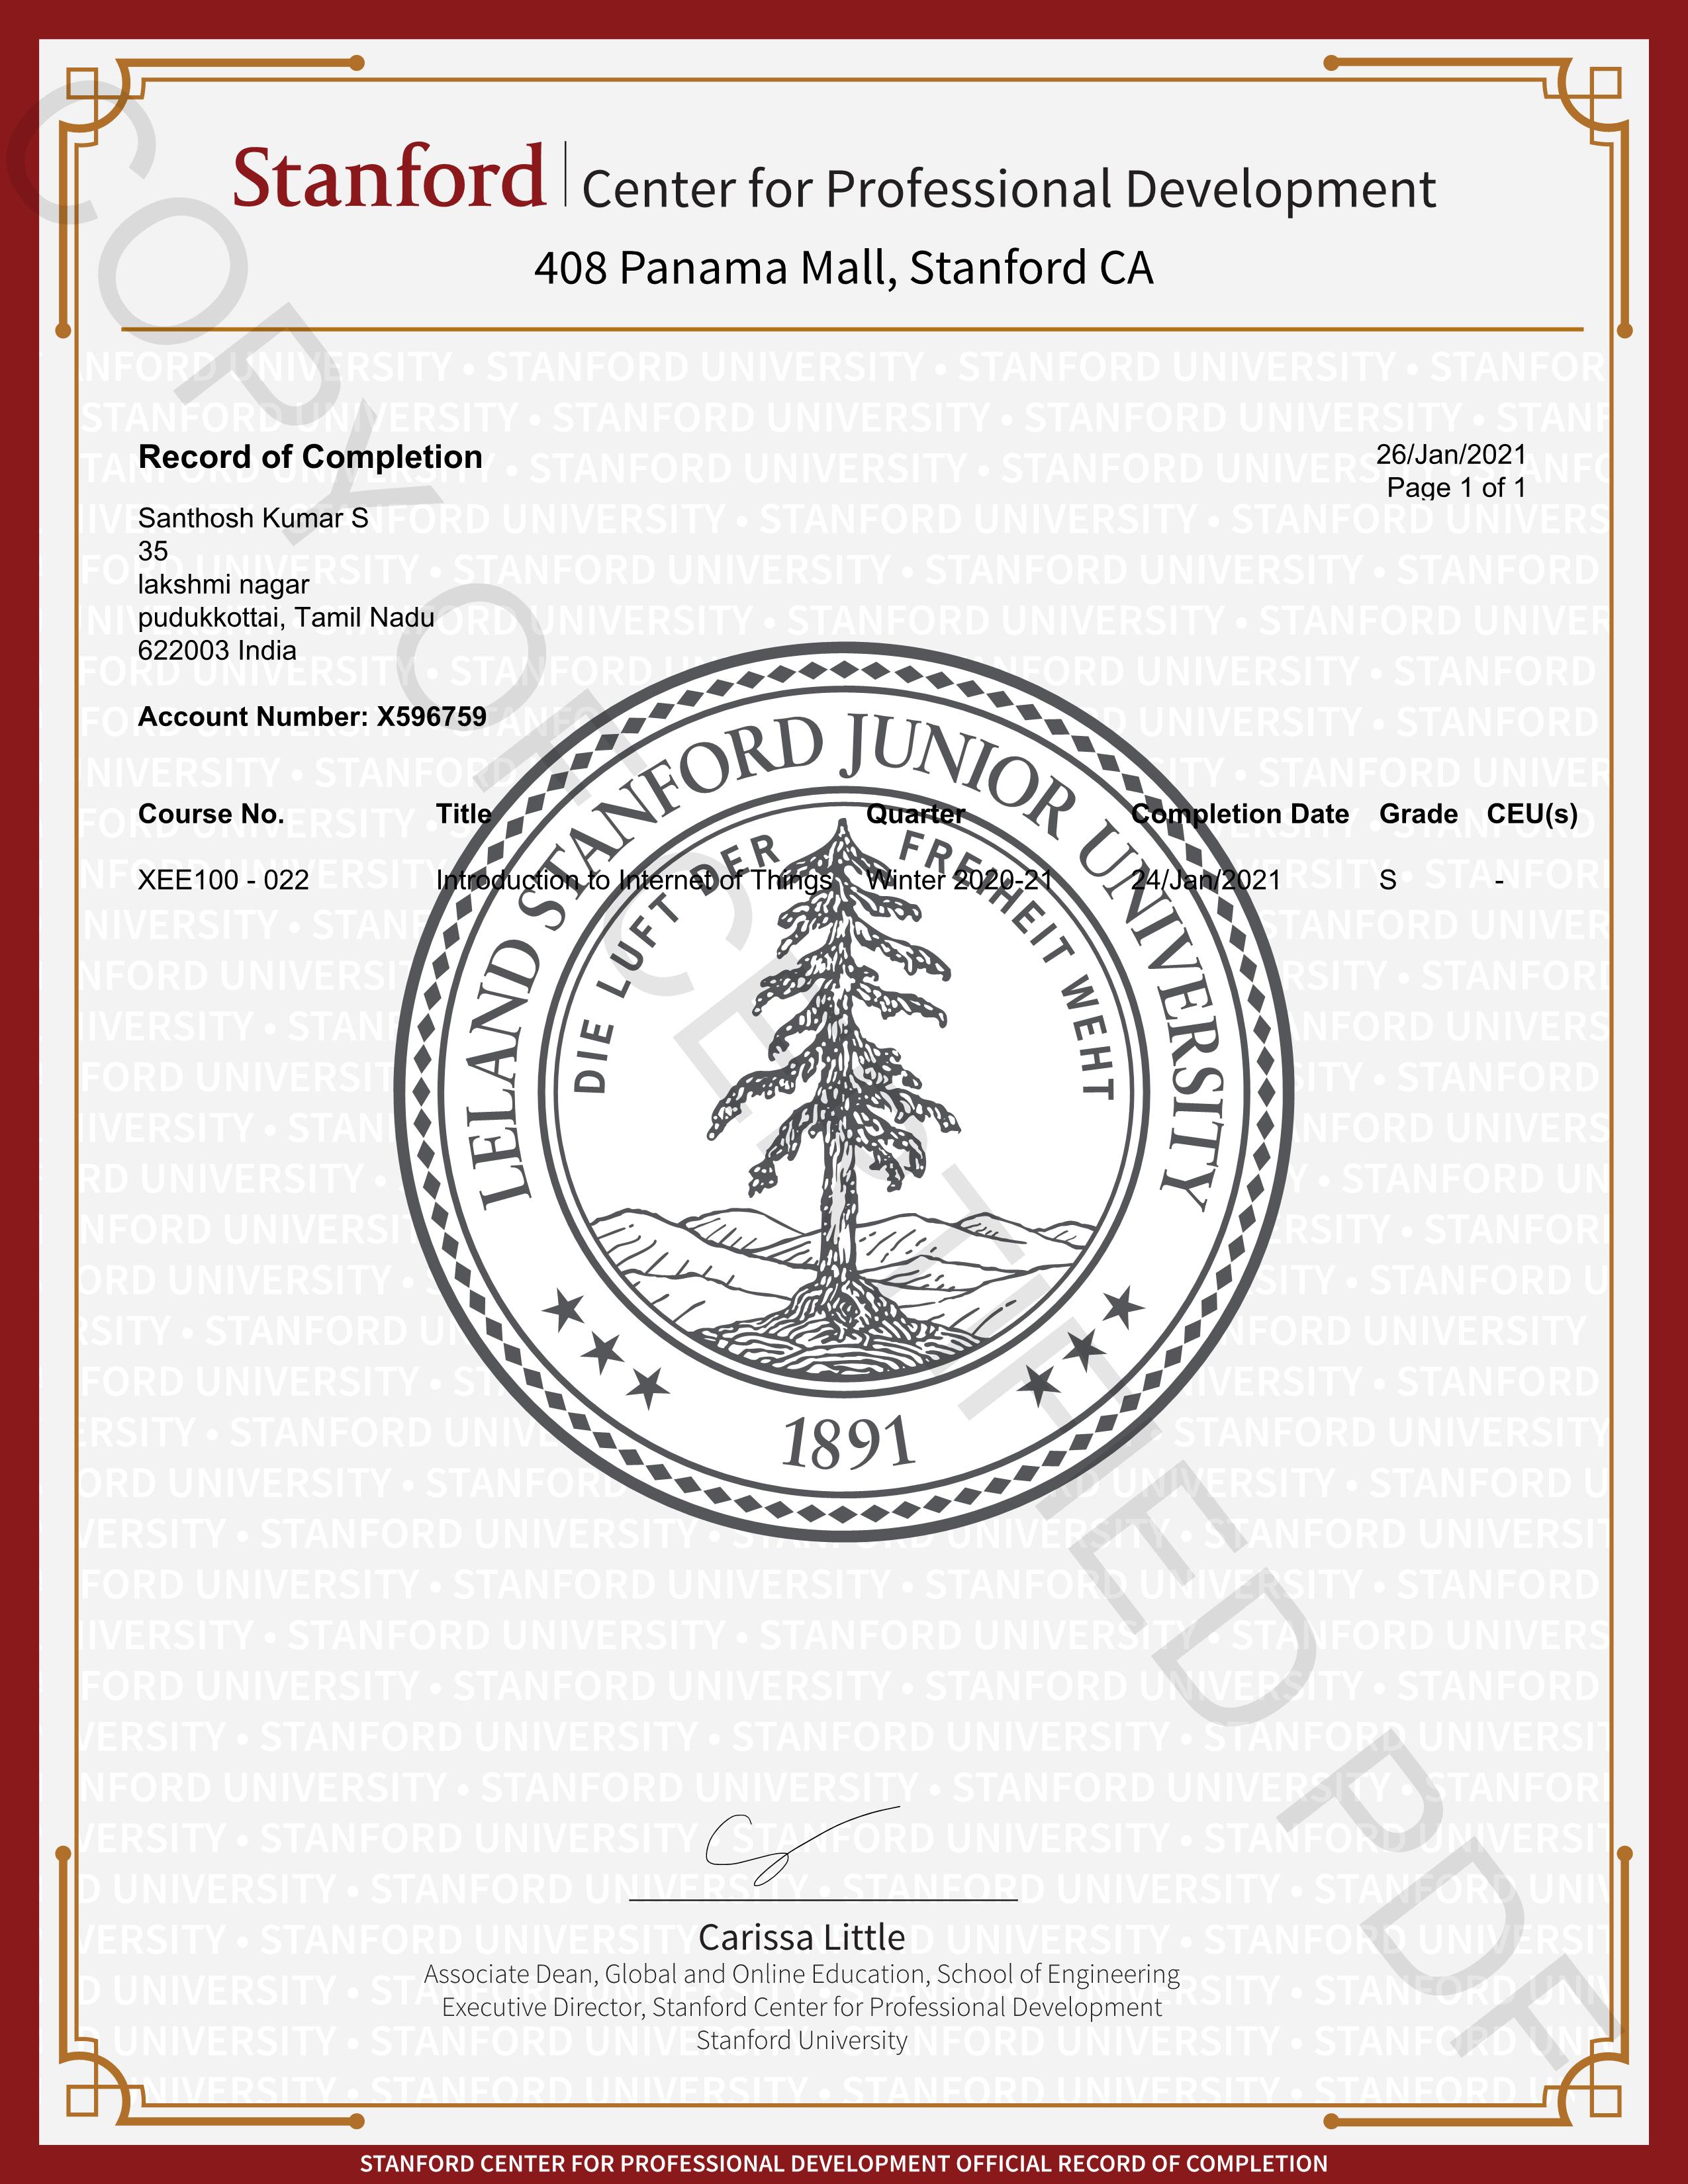 Stanford | Center for Professional Development
408 Panama Mall, Stanford CA
Record of Completion
26/Jan/2021
Page 1 of 1
Santhosh Kumar S
35
lakshmi nagar
pudukkottai, Tamil Nadu
622003 India
Account Number: X596759
Course No. Title Quarter Completion Date Grade CEU(s)
XEE100 - 022 Introduction to Internet of Things Winter 2020-21 24/Jan/2021 S -
LELAND STANFORD JUNIOR UNIVERSITY
DIE LUFT DER FREIHEIT WEHT
1891
COPY OF CERTIFIED PDF
Carissa Little
Associate Dean, Global and Online Education, School of Engineering
Executive Director, Stanford Center for Professional Development
Stanford University
STANFORD CENTER FOR PROFESSIONAL DEVELOPMENT OFFICIAL RECORD OF COMPLETION